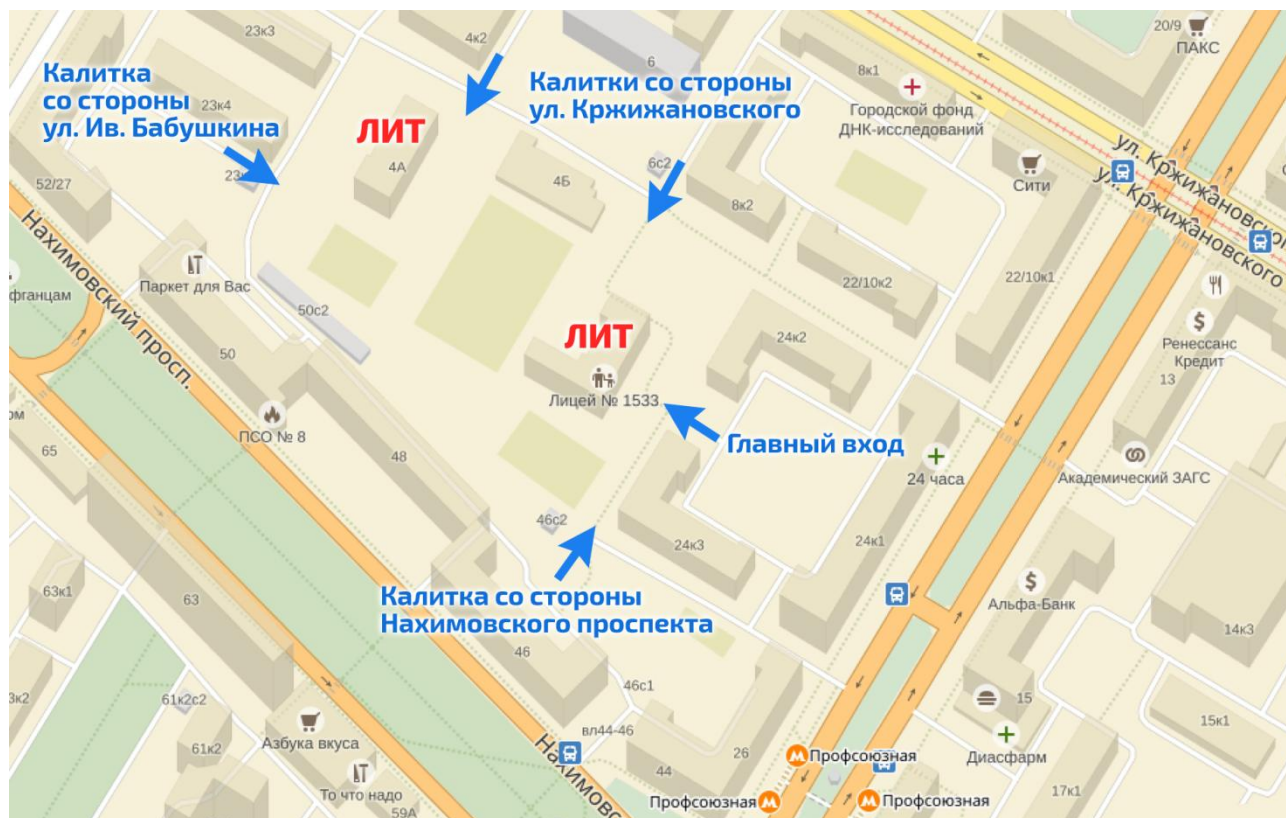 23к3
4к2
6
20/9
ПАКС
Калитка
со стороны
ул. Ив. Бабушкина
23к4
Калитки со стороны
ул. Кржижановского
8к1
Городской фонд
ДНК-исследований
ул. Кржижановского
ул. Кржижановского
ЛИТ
4А
4Б
6с2
8к2
Сити
52/27
Нахимовский просп.
фганцам
Паркет для Вас
50с2
50
22/10к2
22/10к1
24к2
Ренессанс
Кредит
13
ЛИТ
Лицей № 1533
Главный вход
ПСО № 8
65
48
24 часа
Академический ЗАГС
46с2
24к3
24к1
Калитка со стороны
Нахимовского проспекта
Альфа-Банк
63к1
63
14к3
46
46с1
61к2с2
15
15к1
Азбука вкуса
61к2
вл44-46
26
44
Диасфарм
Профсоюзная
То что надо
59А
Профсоюзная
Профсоюзная
17к1